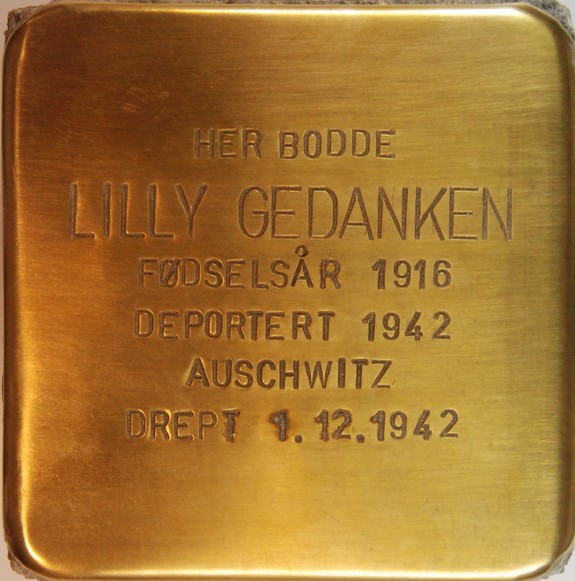 HER BODDE
LILLY GEDANKEN
FØDSELSÅR 1916
DEPORTERT 1942
AUSCHWITZ
DREPT 1.12.1942